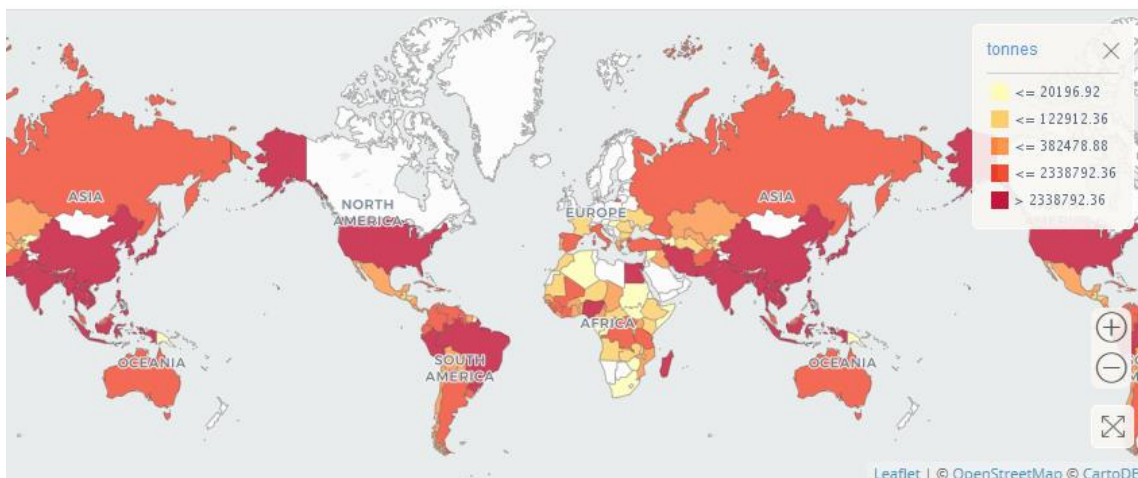 tonnes
<= 20196.92
<= 122912.36
<= 382478.88
<= 2338792.36
> 2338792.36
ASIA
NORTH
AMERICA
EUROPE
ASIA
AFRICA
OCEANIA
SOUTH
AMERICA
OCEANIA
Leaflet | © OpenStreetMap © CartoDB